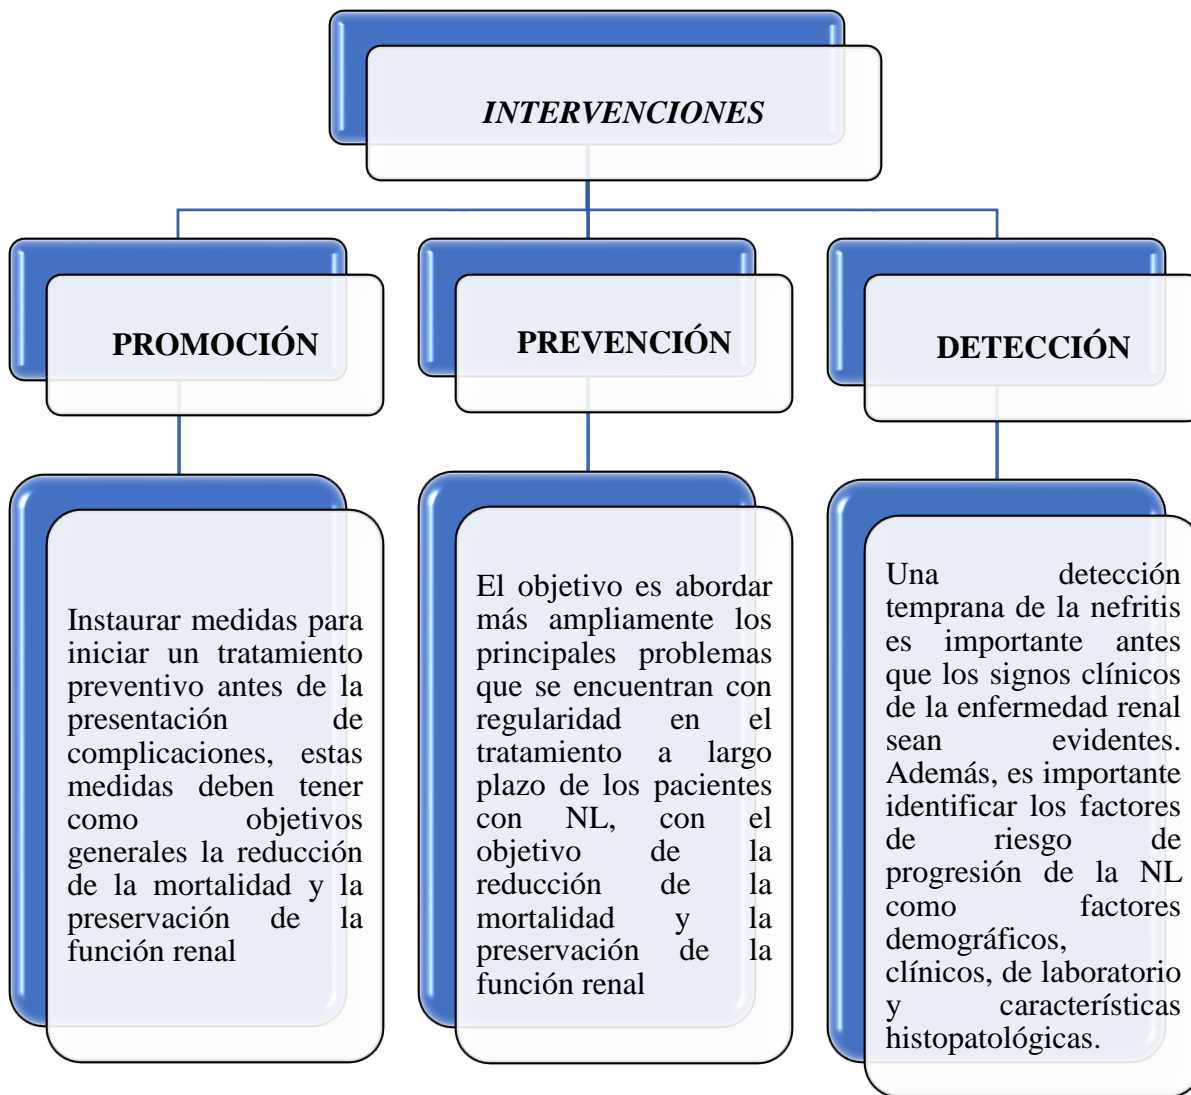 INTERVENCIONES
PROMOCIÓN
PREVENCIÓN
DETECCIÓN
Instaurar medidas para
iniciar un tratamiento
preventivo antes de la
presentación de
complicaciones, estas
medidas deben tener
como objetivos
generales la reducción
de la mortalidad y la
preservación de la
función renal
El objetivo es abordar
más ampliamente los
principales problemas
que se encuentran con
regularidad en el
tratamiento a largo
plazo de los pacientes
con NL, con el
objetivo de la
reducción de la
mortalidad y la
preservación de la
función renal
Una detección
temprana de la nefritis
es importante antes
que los signos clínicos
de la enfermedad renal
sean evidentes.
Además, es importante
identificar los factores
de riesgo de
progresión de la NL
como factores
demográficos,
clínicos, de laboratorio
y características
histopatológicas.